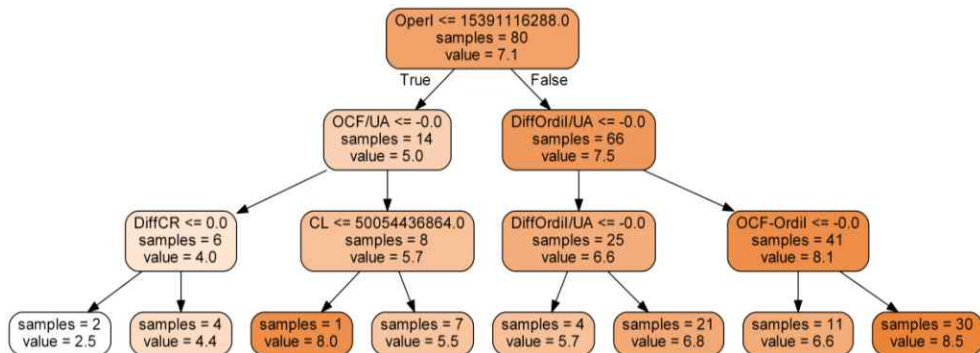 OperI <= 15391116288.0
samples = 80
value = 7.1
True
False
OCF/UA <= -0.0
samples = 14
value = 5.0
DiffOrdiI/UA <= -0.0
samples = 66
value = 7.5
DiffCR <= 0.0
samples = 6
value = 4.0
CL <= 50054436864.0
samples = 8
value = 5.7
DiffOrdiI/UA <= -0.0
samples = 25
value = 6.6
OCF-OrdiI <= -0.0
samples = 41
value = 8.1
samples = 2
value = 2.5
samples = 4
value = 4.4
samples = 1
value = 8.0
samples = 7
value = 5.5
samples = 4
value = 5.7
samples = 21
value = 6.8
samples = 11
value = 6.6
samples = 30
value = 8.5